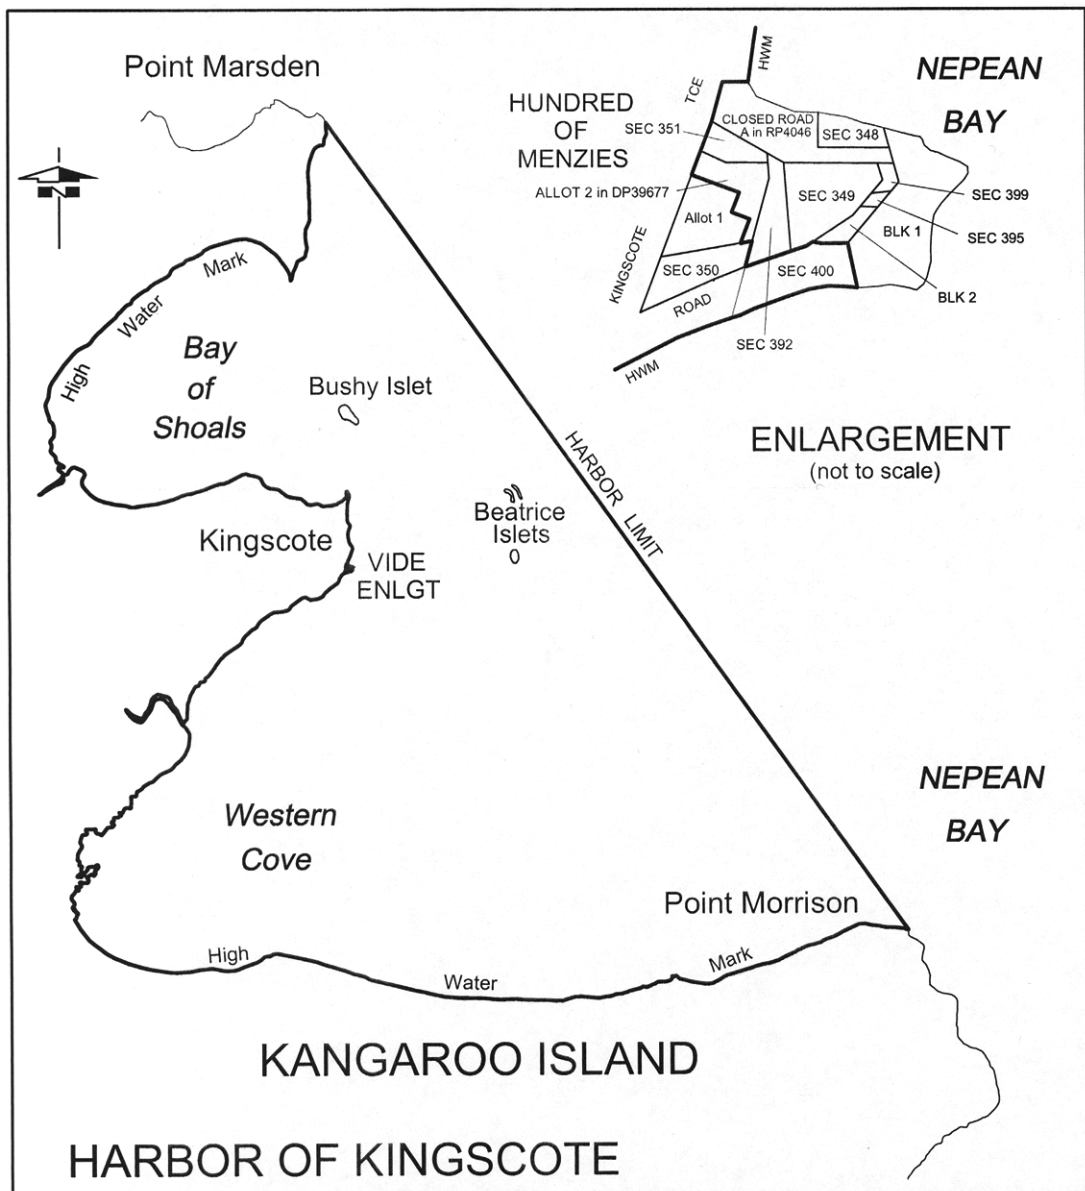 Point Marsden
HUNDRED
OF
MENZIES
TCE
HWM
NEPEAN
BAY
SEC 351
CLOSED ROAD
A in RP4046
SEC 348
ALLOT 2 in DP39677
SEC 349
SEC 399
Allot 1
BLK 1
SEC 395
KINGSCOTE
SEC 350
SEC 400
ROAD
BLK 2
SEC 392
HWM
ENLARGEMENT
(not to scale)
N
High Water Mark
Bay
of
Shoals
Bushy Islet
HARBOR LIMIT
Beatrice
Islets
Kingscote
VIDE
ENLGT
NEPEAN
BAY
Western
Cove
Point Morrison
High Water Mark
KANGAROO ISLAND
HARBOR OF KINGSCOTE